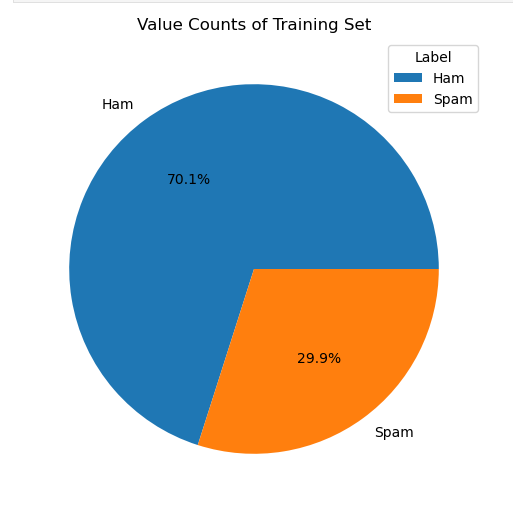 Value Counts of Training Set
Label
Ham
Spam
Ham
70.1%
29.9%
Spam